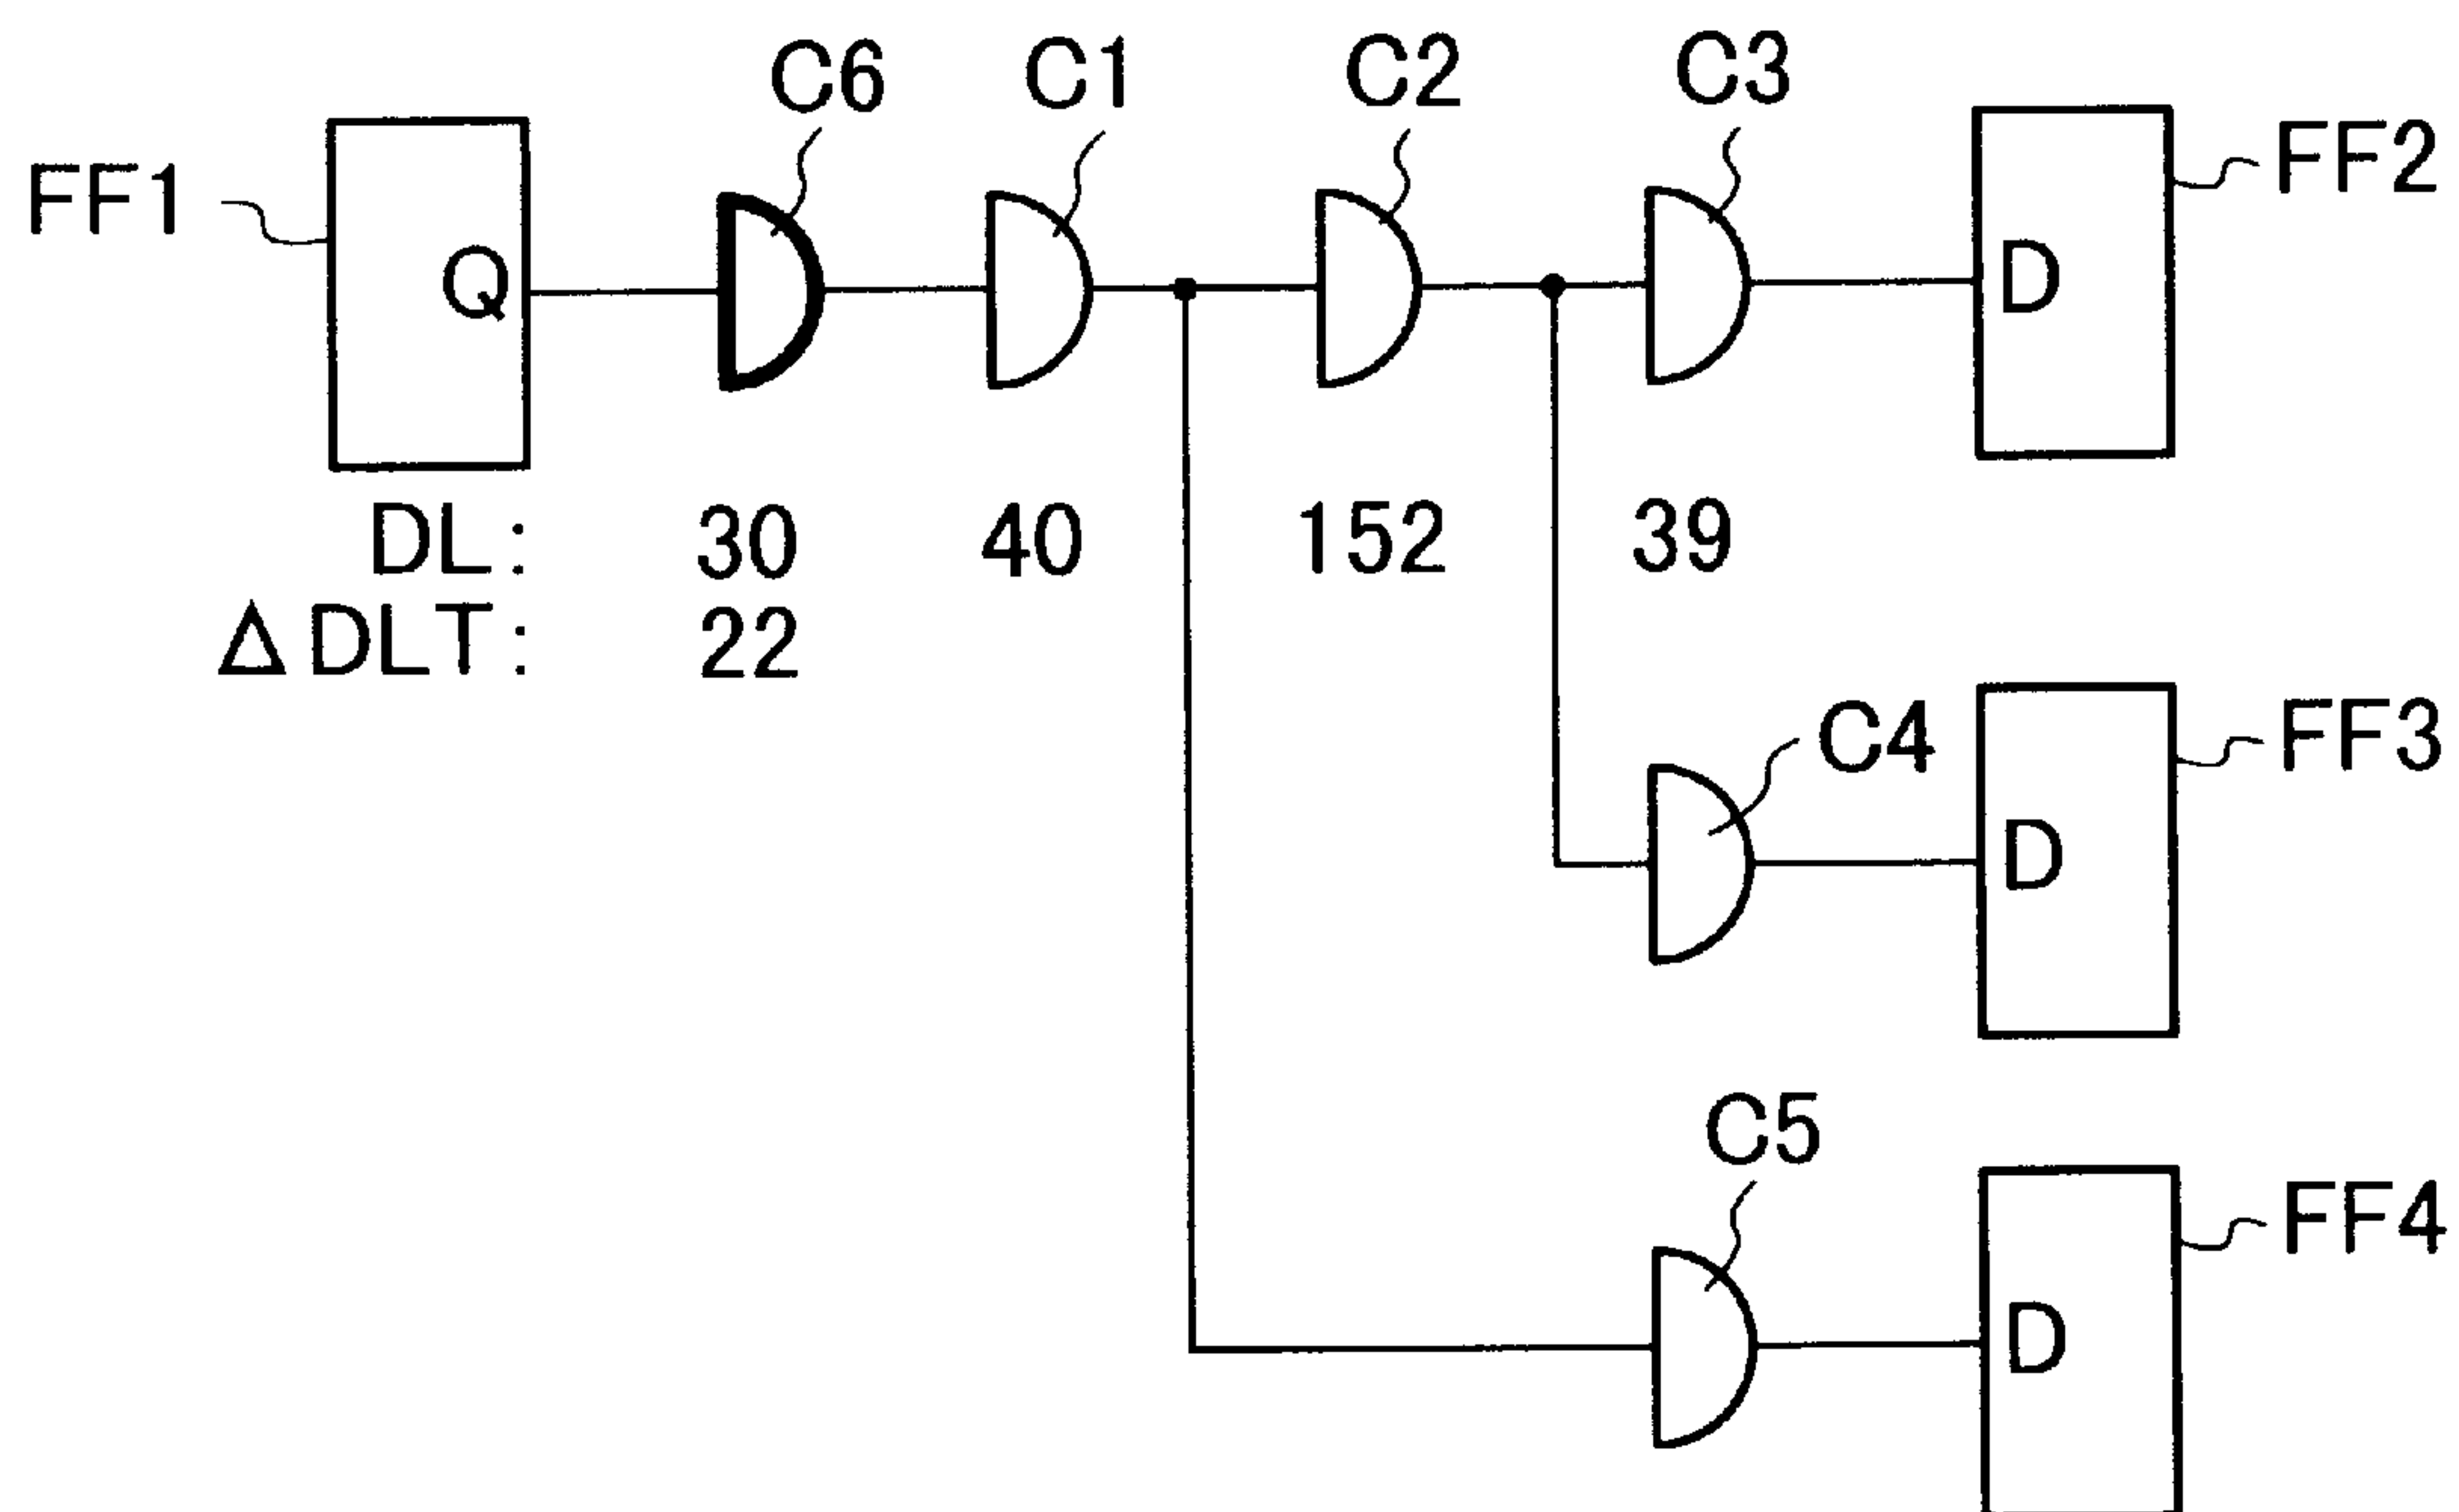 C6 C1 C2 C3
FF1 FF2
Q D
DL: 30 40 152 39
ΔDLT: 22
C4 FF3
D
C5
FF4
D